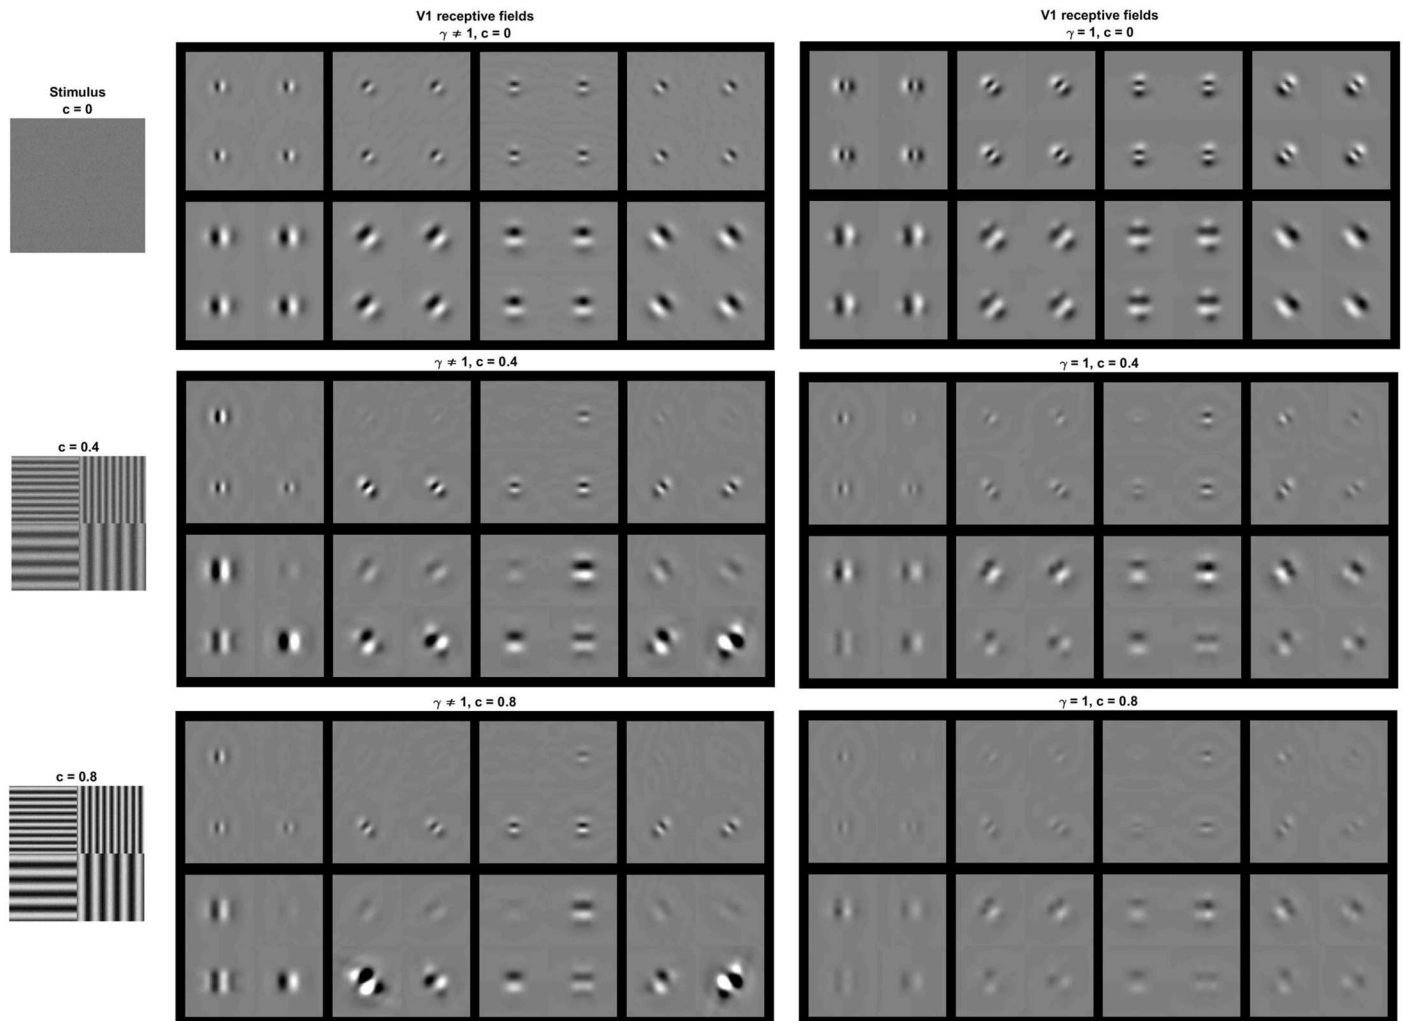 V1 receptive fields
γ ≠ 1, c = 0
V1 receptive fields
γ = 1, c = 0
Stimulus
c = 0
γ ≠ 1, c = 0.4
γ = 1, c = 0.4
c = 0.4
γ ≠ 1, c = 0.8
γ = 1, c = 0.8
c = 0.8